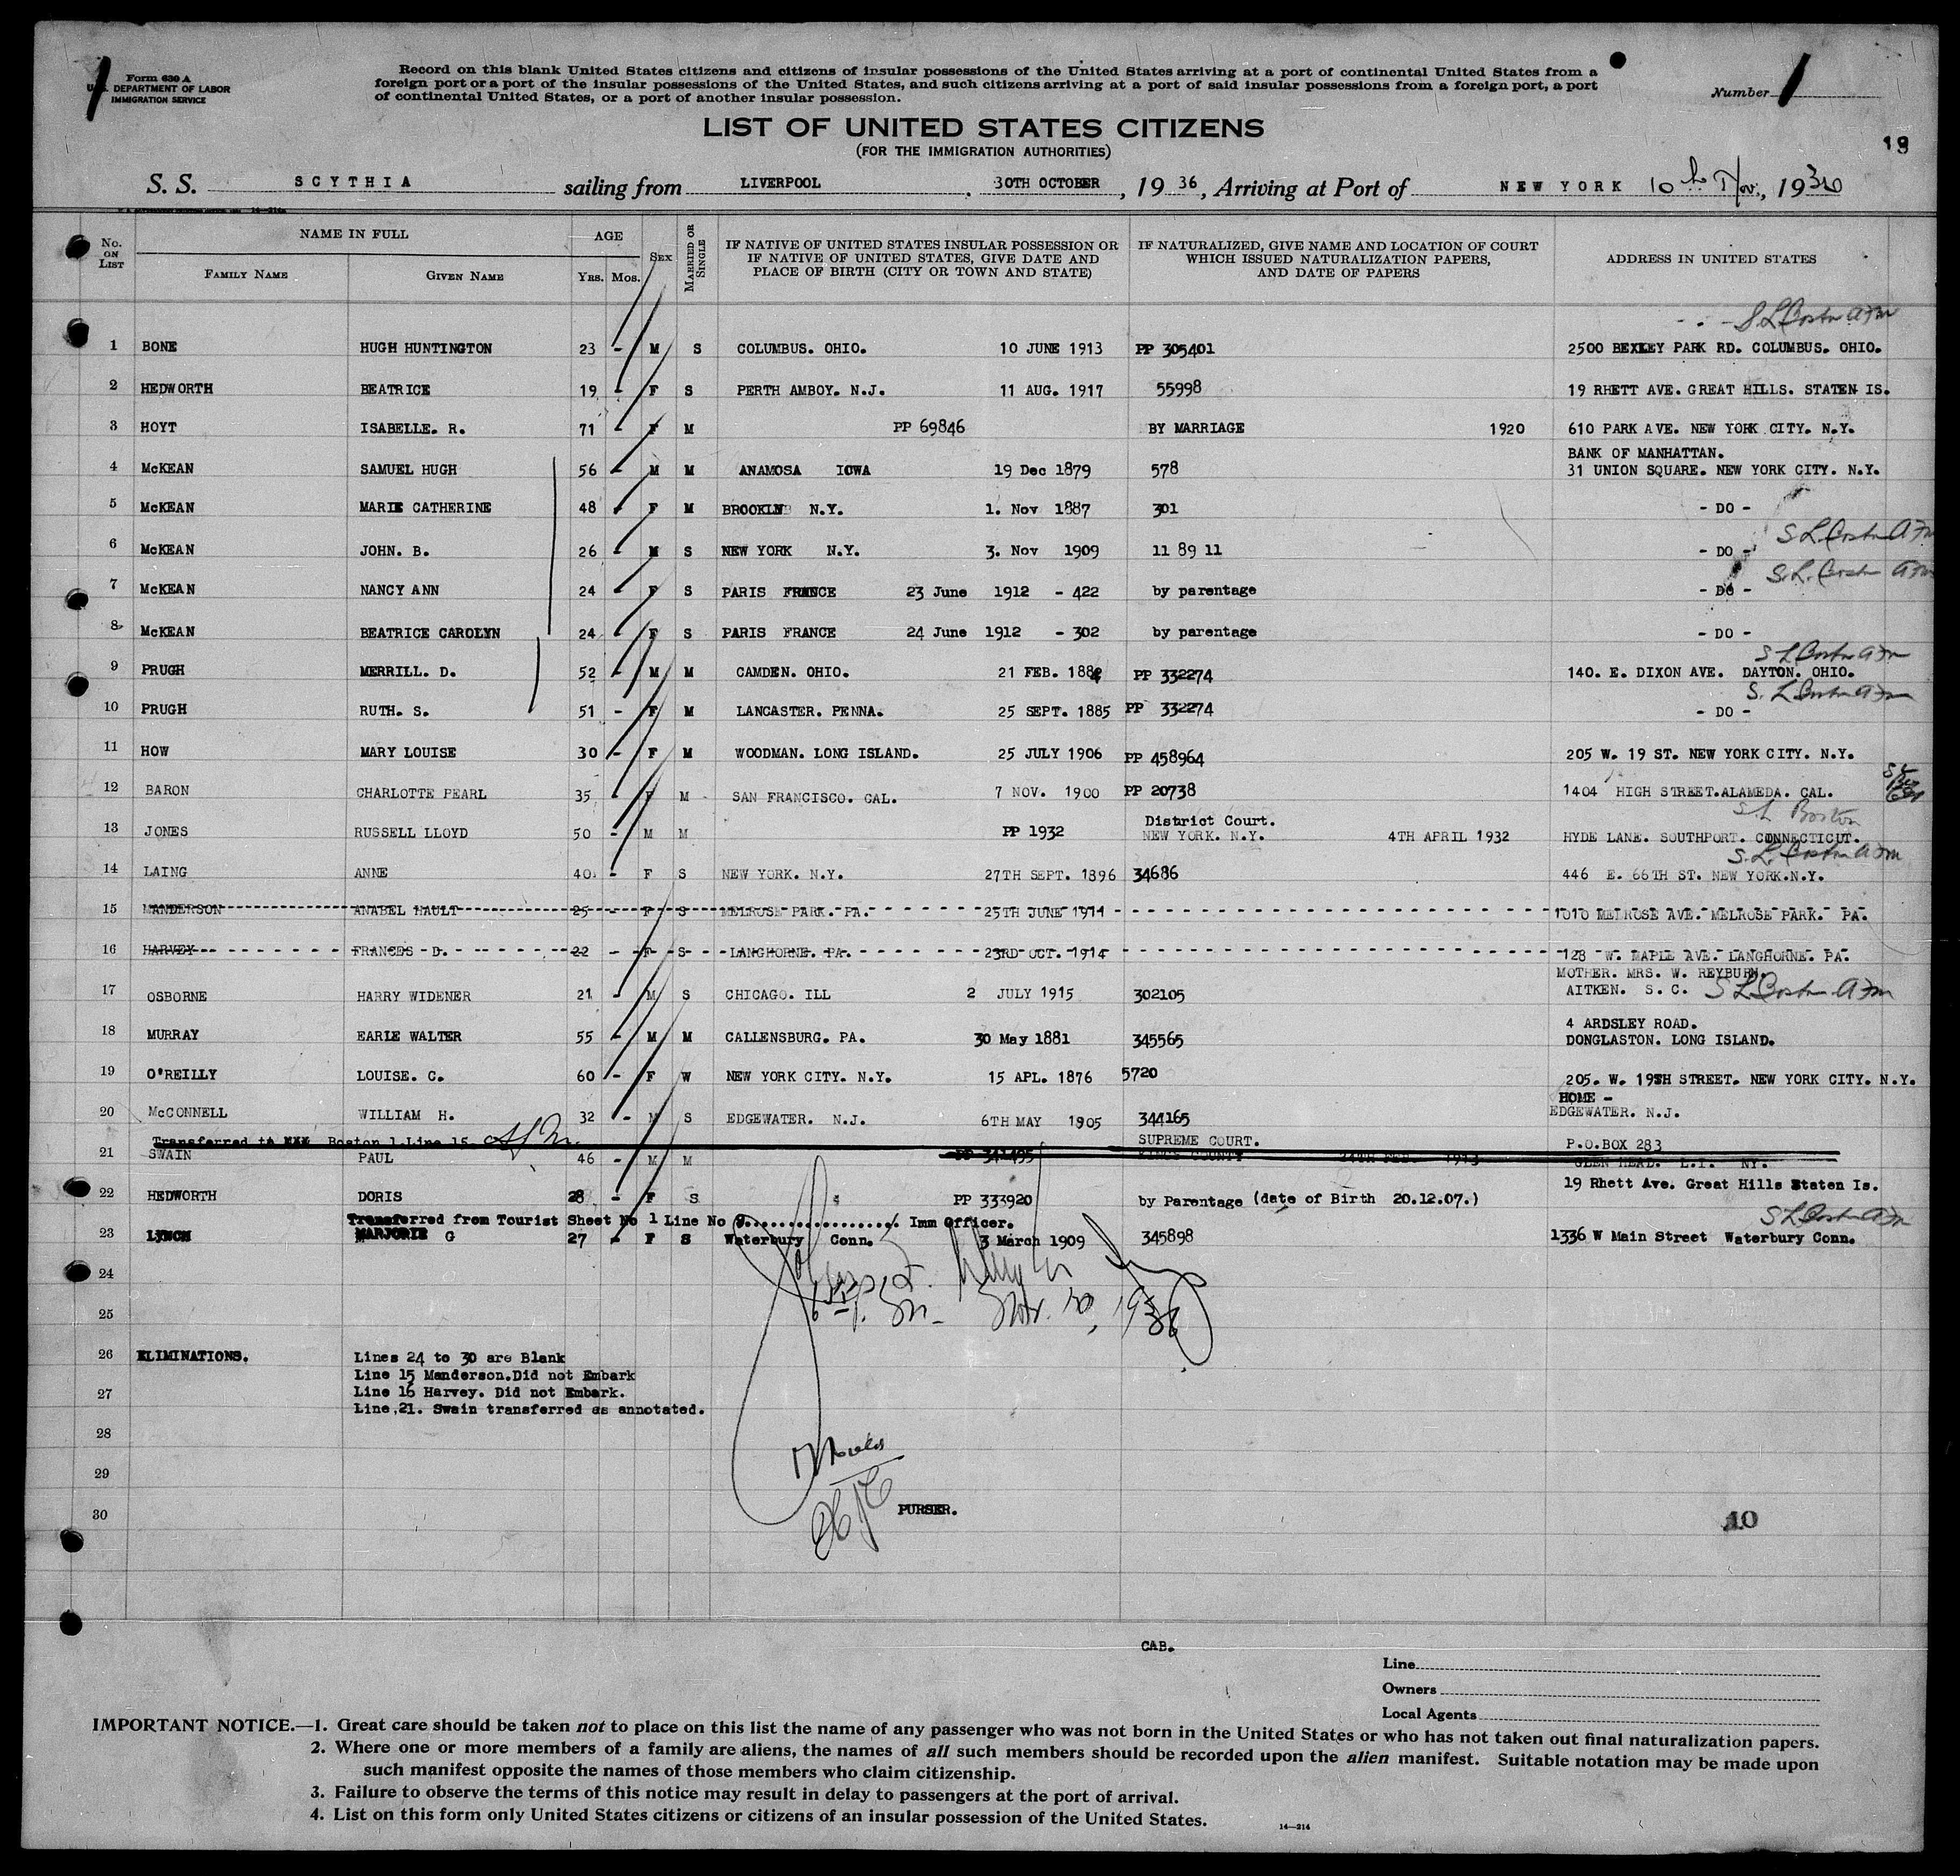 Form 630 A
U. S. DEPARTMENT OF LABOR
IMMIGRATION SERVICE
Record on this blank United States citizens and citizens of insular possessions of the United States arriving at a port of continental United States from a
foreign port or a port of the insular possessions of the United States, and such citizens arriving at a port of said insular possessions from a foreign port, a port
of continental United States, or a port of another insular possession.
Number 1
LIST OF UNITED STATES CITIZENS
(FOR THE IMMIGRATION AUTHORITIES)
19
S. S. SCYTHIA sailing from LIVERPOOL, 30TH OCTOBER, 19 36, Arriving at Port of NEW YORK 10th Nov., 1936
No. ON LIST NAME IN FULL AGE SEX MARRIED OR SINGLE IF NATIVE OF UNITED STATES INSULAR POSSESSION OR IF NATIVE OF UNITED STATES, GIVE DATE AND PLACE OF BIRTH (CITY OR TOWN AND STATE) IF NATURALIZED, GIVE NAME AND LOCATION OF COURT WHICH ISSUED NATURALIZATION PAPERS, AND DATE OF PAPERS ADDRESS IN UNITED STATES
FAMILY NAME GIVEN NAME YRS. MOS.
1 BONE HUGH HUNTINGTON 23 - M S COLUMBUS. OHIO. 10 JUNE 1913 PP 305401 2500 BEXLEY PARK RD. COLUMBUS. OHIO.
2 HEDWORTH BEATRICE 19 - F S PERTH AMBOY. N.J. 11 AUG. 1917 55998 19 RHETT AVE. GREAT HILLS. STATEN IS.
3 HOYT ISABELLE. R. 71 - F M PP 69846 BY MARRIAGE 1920 610 PARK AVE. NEW YORK CITY. N.Y.
BANK OF MANHATTAN.
4 McKEAN SAMUEL HUGH 56 - M M ANAMOSA IOWA 19 Dec 1879 578 31 UNION SQUARE. NEW YORK CITY. N.Y.
5 McKEAN MARIE CATHERINE 48 - F M BROOKLN N.Y. 1. Nov 1887 301 - DO -
6 McKEAN JOHN. B. 26 - M S NEW YORK N.Y. 3. Nov 1909 11 89 11 - DO -
7 McKEAN NANCY ANN 24 - F S PARIS FRANCE 23 June 1912 - 422 by parentage - DO -
8 McKEAN BEATRICE CAROLYN 24 - F S PARIS FRANCE 24 June 1912 - 302 by parentage - DO -
9 PRUGH MERRILL. D. 52 - M M CAMDEN. OHIO. 21 FEB. 1884 PP 332274 140. E. DIXON AVE. DAYTON. OHIO.
10 PRUGH RUTH. S. 51 - F M LANCASTER. PENNA. 25 SEPT. 1885 PP 332274 - DO -
11 HOW MARY LOUISE 30 - F M WOODMAN. LONG ISLAND. 25 JULY 1906 PP 458964 205 W. 19 ST. NEW YORK CITY. N.Y.
12 BARON CHARLOTTE PEARL 35 - F M SAN FRANCISCO. CAL. 7 NOV. 1900 PP 20738 1404 HIGH STREET.ALAMEDA. CAL.
S.L Boston
District Court.
13 JONES RUSSELL LLOYD 50 - M M PP 1932 NEW YORK. N.Y. 4TH APRIL 1932 HYDE LANE. SOUTHPORT. CONNECTICUT.
14 LAING ANNE 40. - F S NEW YORK. N.Y. 27TH SEPT. 1896 34686 446 E. 66TH ST. NEW YORK.N.Y.
15 MANDERSON ANABEL HAULT 25 - F S MELROSE PARK. PA. 25TH JUNE 1911 1010 MELROSE AVE. MELROSE PARK. PA.
16 HARVEY FRANCES D. 22 - F S LANGHORNE. PA. 23RD OCT. 1914 128 W. MAPLE AVE. LANGHORNE. PA.
MOTHER. MRS. W. REYBURN.
17 OSBORNE HARRY WIDENER 21 - M S CHICAGO. ILL 2 JULY 1915 302105 AITKEN. S. C.
4 ARDSLEY ROAD.
18 MURRAY EARLE WALTER 55 - M M CALLENSBURG. PA. 30 May 1881 345565 DONGLASTON. LONG ISLAND.
19 O'REILLY LOUISE. C. 60 - F W NEW YORK CITY. N.Y. 15 APL. 1876 5720 205. W. 19TH STREET. NEW YORK CITY. N.Y.
HOME -
20 McCONNELL WILLIAM H. 32 - M S EDGEWATER. N.J. 6TH MAY 1905 344165 EDGEWATER. N.J.
Transferred to Boston 1 Line 15. SUPREME COURT. P.O.BOX 283
21 SWAIN PAUL 46 - M M PP 341495 KINGS COUNTY 24TH FEB. 1913 GLEN HEAD. L.I. NY.
22 HEDWORTH DORIS 28 - F S PP 333920 by Parentage (date of Birth 20.12.07.) 19 Rhett Ave. Great Hills Staten Is.
Transferred from Tourist Sheet No 1 Line No 9.................. Imm Officer.
23 LYNCH MARJORIE G 27 - F S Waterbury Conn. 3 March 1909 345898 1336 W Main Street Waterbury Conn.
24
25
Nov. 10, 1936
26 ELIMINATIONS. Lines 24 to 30 are Blank
Line 15 Manderson.Did not Embark
27 Line 16 Harvey. Did not Embark.
Line,21. Swain transferred as annotated.
28
29
30 PURSER.
10
CAB.
Line
Owners
Local Agents
IMPORTANT NOTICE.—1. Great care should be taken not to place on this list the name of any passenger who was not born in the United States or who has not taken out final naturalization papers.
2. Where one or more members of a family are aliens, the names of all such members should be recorded upon the alien manifest. Suitable notation may be made upon
such manifest opposite the names of those members who claim citizenship.
3. Failure to observe the terms of this notice may result in delay to passengers at the port of arrival.
4. List on this form only United States citizens or citizens of an insular possession of the United States.
14—314